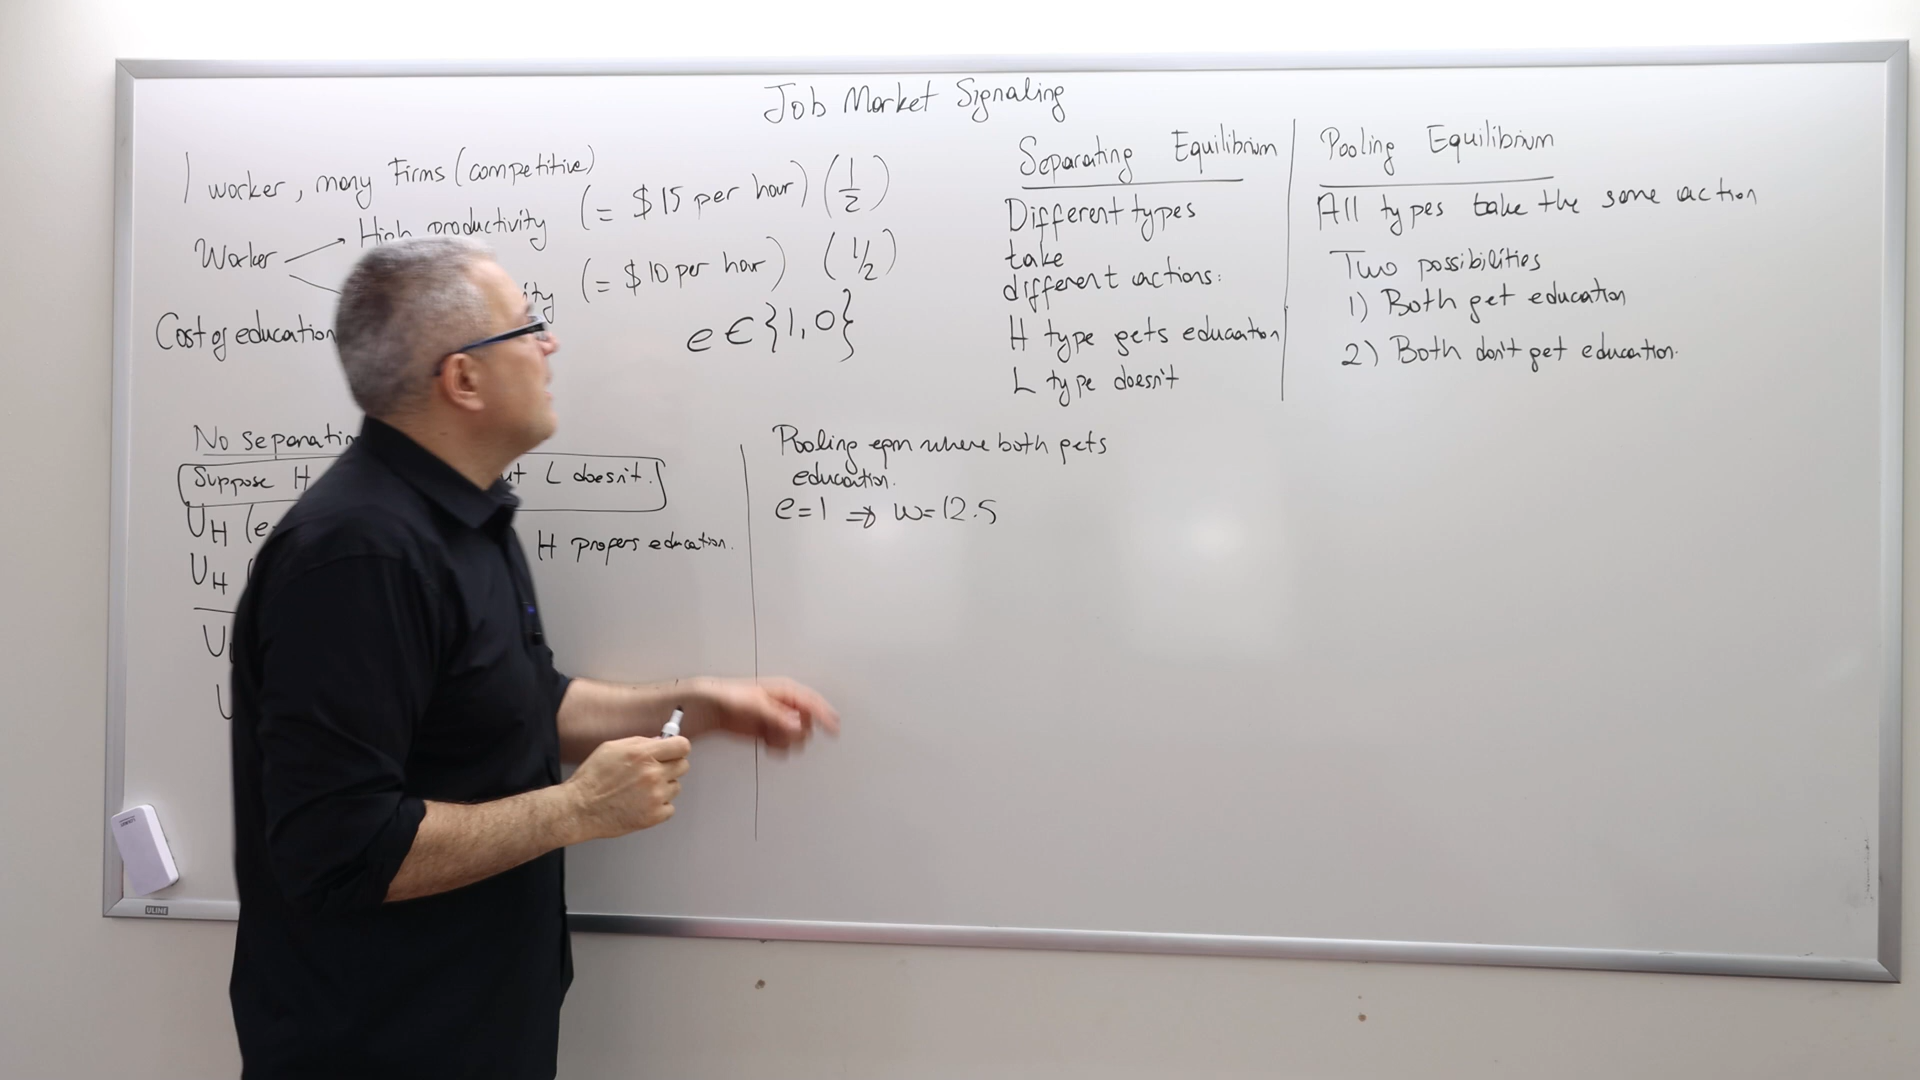 Job Market Signaling
1 worker, many Firms (competitive)
High productivity (= $15 per hour) (1/2)
Worker
(= $10 per hour) (1/2)
Cost of education
e ∈ {1,0}
No
Suppose H doesn't.
L doesn't.
U_H
H prefers education.
U_H
Pooling eqm where both gets
education.
e=1 ⇒ w=12.5
Separating Equilibrium
Different types
take
different actions:
H type gets education
L type doesn't
Pooling Equilibrium
All types take the same action
Two possibilities
1) Both get education
2) Both don't get education.
ULINE